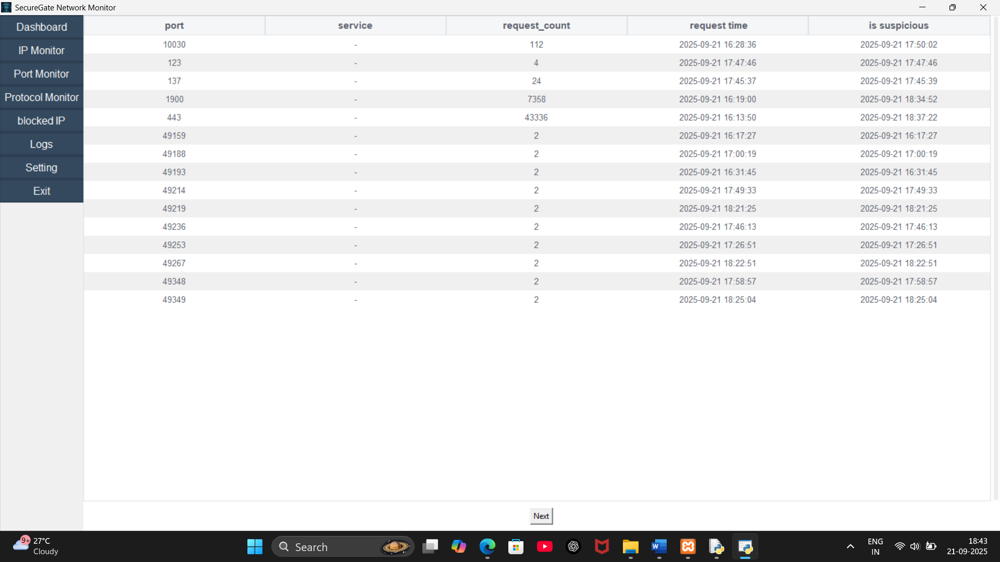 SecureGate Network Monitor
Dashboard
IP Monitor
Port Monitor
Protocol Monitor
blocked IP
Logs
Setting
Exit
port service request_count request time is suspicious
10030 - 112 2025-09-21 16:28:36 2025-09-21 17:50:02
123 - 4 2025-09-21 17:47:46 2025-09-21 17:47:46
137 - 24 2025-09-21 17:45:37 2025-09-21 17:45:39
1900 - 7358 2025-09-21 16:19:00 2025-09-21 18:34:52
443 - 43336 2025-09-21 16:13:50 2025-09-21 18:37:22
49159 - 2 2025-09-21 16:17:27 2025-09-21 16:17:27
49188 - 2 2025-09-21 17:00:19 2025-09-21 17:00:19
49193 - 2 2025-09-21 16:31:45 2025-09-21 16:31:45
49214 - 2 2025-09-21 17:49:33 2025-09-21 17:49:33
49219 - 2 2025-09-21 18:21:25 2025-09-21 18:21:25
49236 - 2 2025-09-21 17:46:13 2025-09-21 17:46:13
49253 - 2 2025-09-21 17:26:51 2025-09-21 17:26:51
49267 - 2 2025-09-21 18:22:51 2025-09-21 18:22:51
49348 - 2 2025-09-21 17:58:57 2025-09-21 17:58:57
49349 - 2 2025-09-21 18:25:04 2025-09-21 18:25:04
Next
9+ 27°C
Cloudy
Search
W
ENG
IN
18:43
21-09-2025